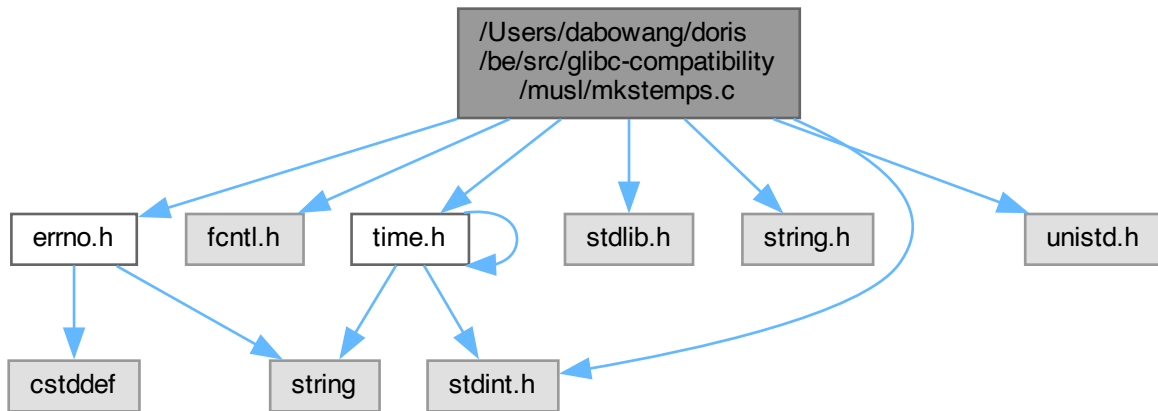 /Users/dabowang/doris
/be/src/glibc-compatibility
/musl/mkstemps.c
errno.h
fcntl.h
time.h
stdlib.h
string.h
unistd.h
cstddef
string
stdint.h